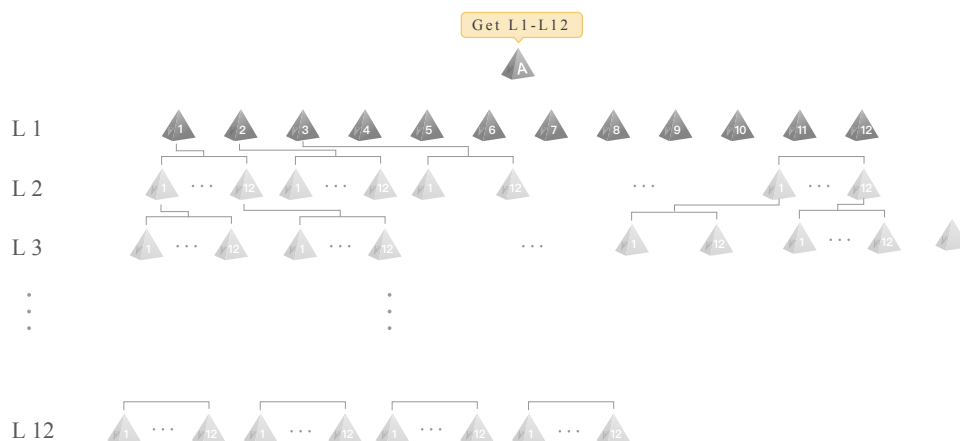 Get L1-L12
A
L 1
1 2 3 4 5 6 7 8 9 10 11 12
L 2
1 ... 12 1 ... 12 1 12 ... 1 ... 12
L 3
1 ... 12 1 ... 12 ... 1 12 1 ... 12
L 12
1 ... 12 1 ... 12 1 ... 12 1 ... 12